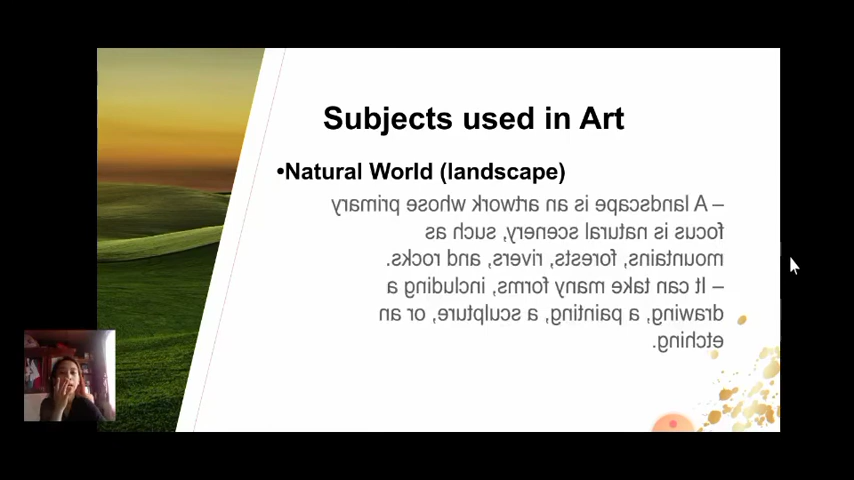 Subjects used in Art
•Natural World (landscape)
– A landscape is an artwork whose primary
focus is natural scenery, such as
mountains, forests, rivers, and rocks.
– It can take many forms, including a
drawing, a painting, a sculpture, or an
etching.